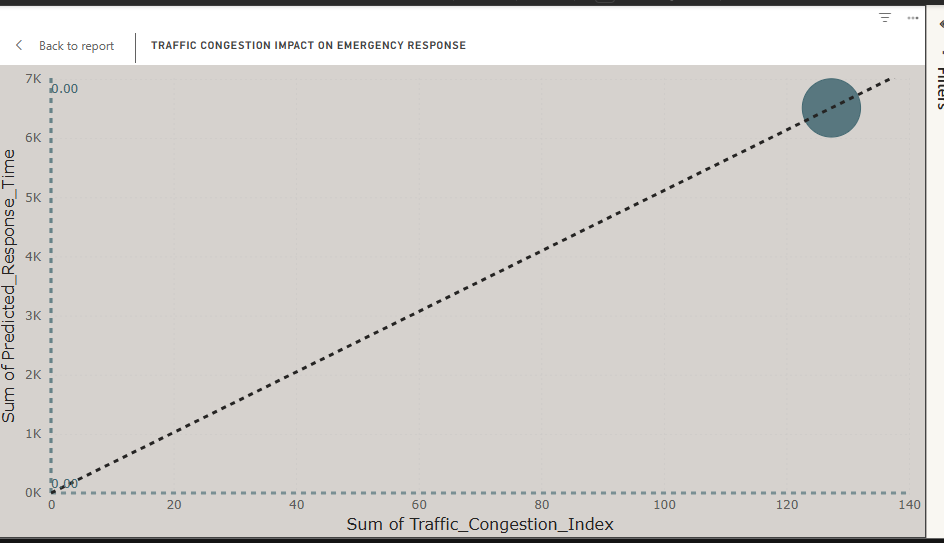 Back to report
TRAFFIC CONGESTION IMPACT ON EMERGENCY RESPONSE
Filters
Sum of Predicted_Response_Time
7K
0.00
6K
5K
4K
3K
2K
1K
0.00
0K
0 20 40 60 80 100 120 140
Sum of Traffic_Congestion_Index